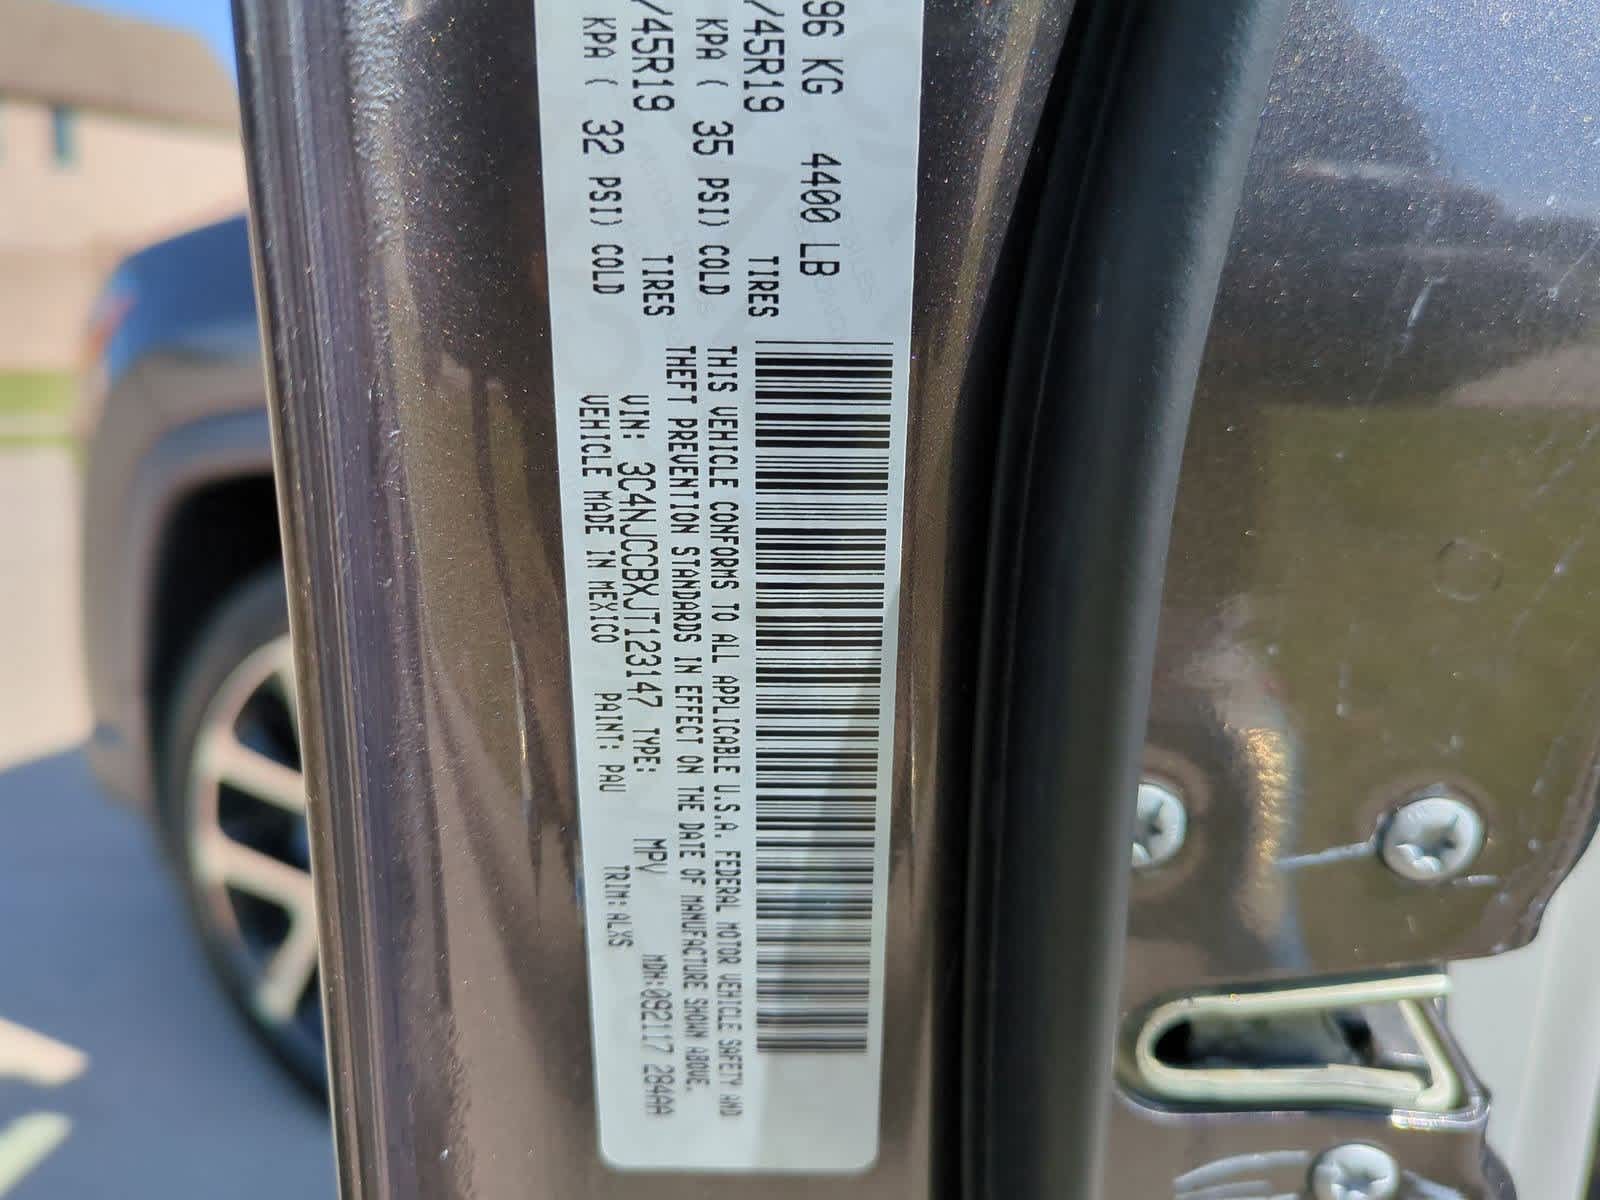 96 KG 4400 LB
/45R19 TIRES
KPA ( 35 PSI) COLD
/45R19 TIRES
KPA ( 32 PSI) COLD
THIS VEHICLE CONFORMS TO ALL APPLICABLE U.S.A. FEDERAL MOTOR VEHICLE SAFETY AND
THEFT PREVENTION STANDARDS IN EFFECT ON THE DATE OF MANUFACTURE SHOWN ABOVE.
VIN: 3C4NJCCBXJT123147 TYPE: MPV MDH:092117 284AA
VEHICLE MADE IN MEXICO PAINT: PAU TRIM:ALXS